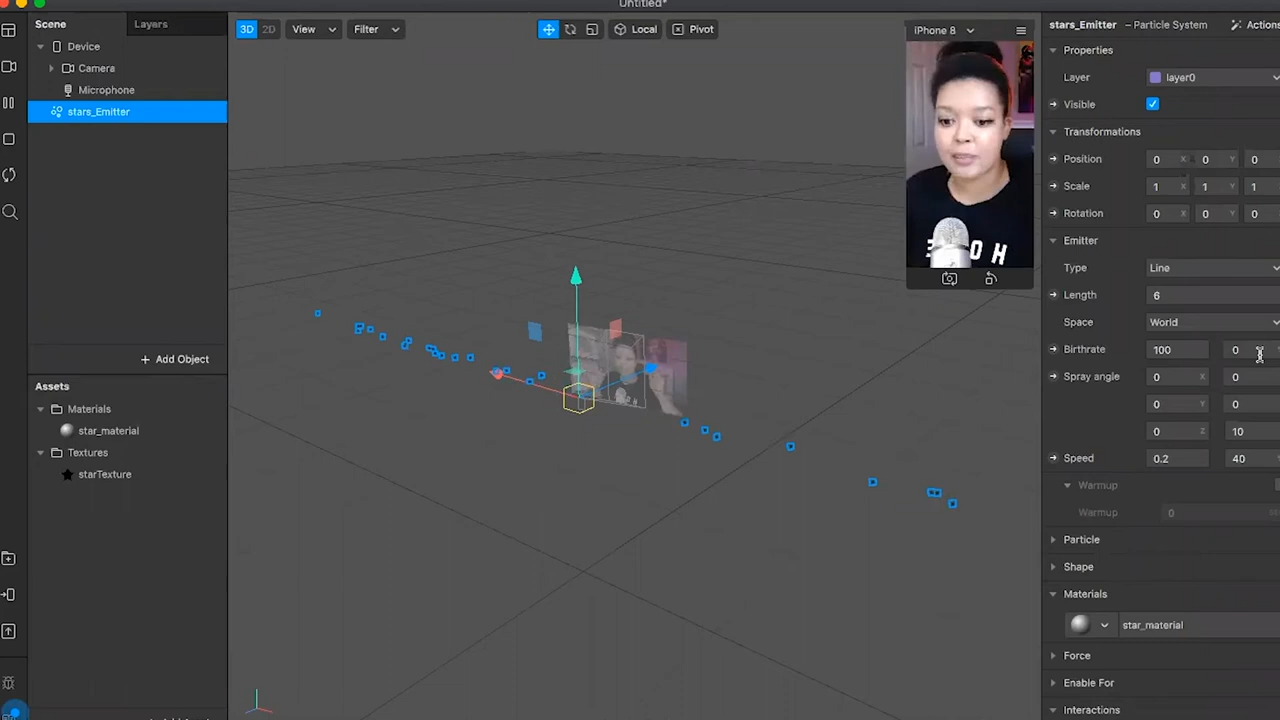 Untitled*
Scene
Layers
Device
Camera
Microphone
stars_Emitter
Add Object
Assets
Materials
star_material
Textures
starTexture
3D 2D View Filter Local Pivot
iPhone 8
stars_Emitter – Particle System Actions
Properties
Layer layer0
Visible
Transformations
Position 0 X 0 Y 0
Scale 1 X 1 Y 1
Rotation 0 X 0 Y 0
Emitter
Type Line
Length 6
Space World
Birthrate 100 0
Spray angle 0 X 0
0 Y 0
0 Z 10
Speed 0.2 40
Warmup
Warmup 0
Particle
Shape
Materials
star_material
Force
Enable For
Interactions